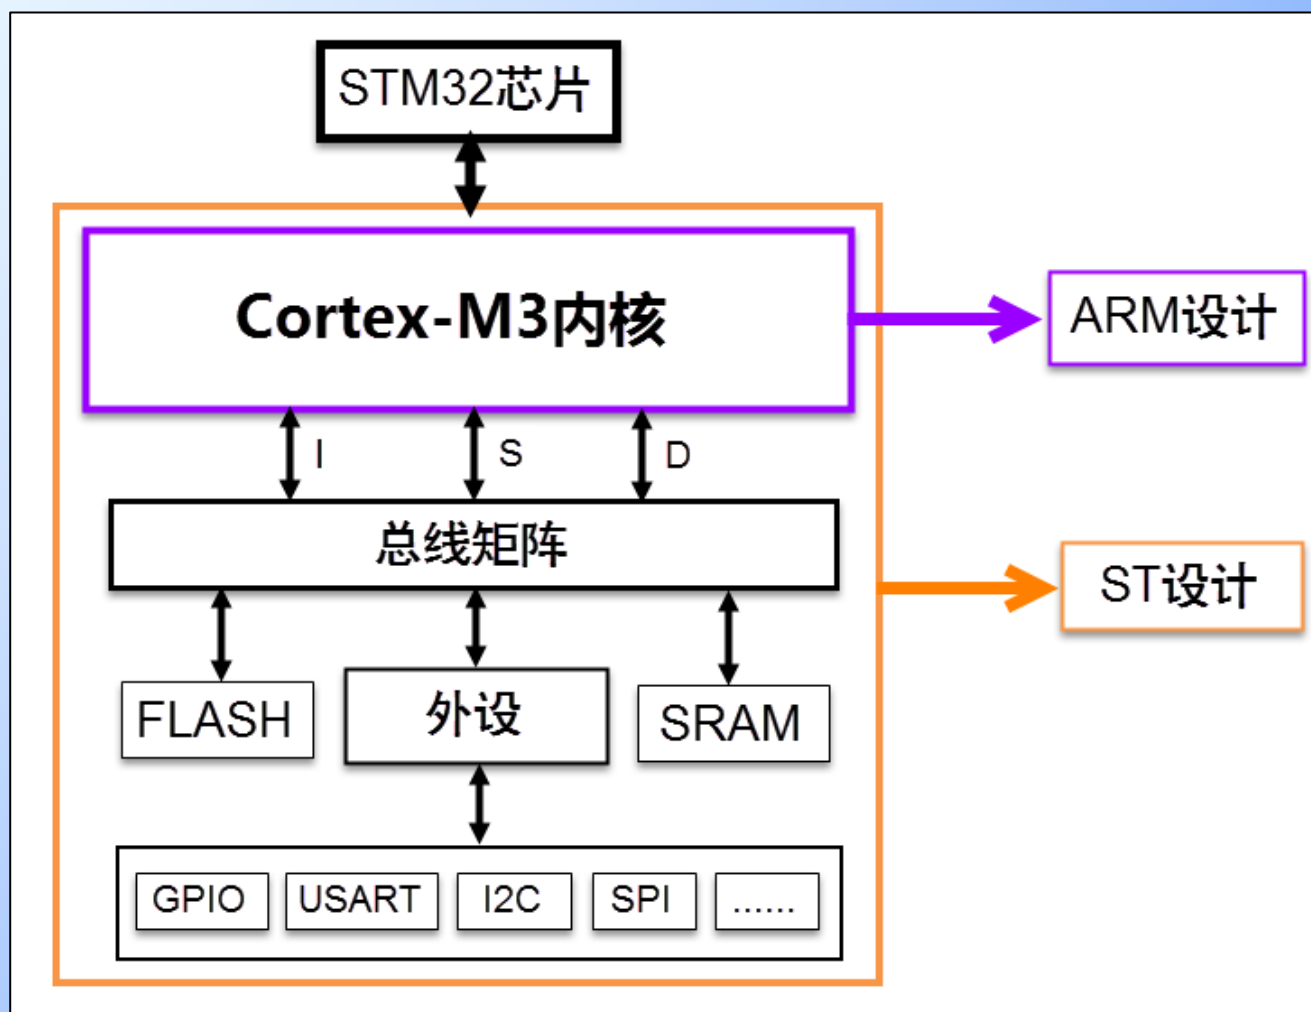 STM32芯片
Cortex-M3内核
ARM设计
I
S
D
总线矩阵
ST设计
FLASH
外设
SRAM
GPIO
USART
I2C
SPI
......